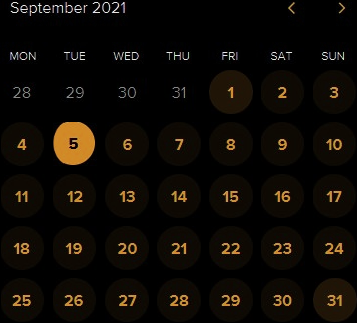 September 2021
MON TUE WED THU FRI SAT SUN
28 29 30 31 1 2 3
4 5 6 7 8 9 10
11 12 13 14 15 16 17
18 19 20 21 22 23 24
25 26 27 28 29 30 31